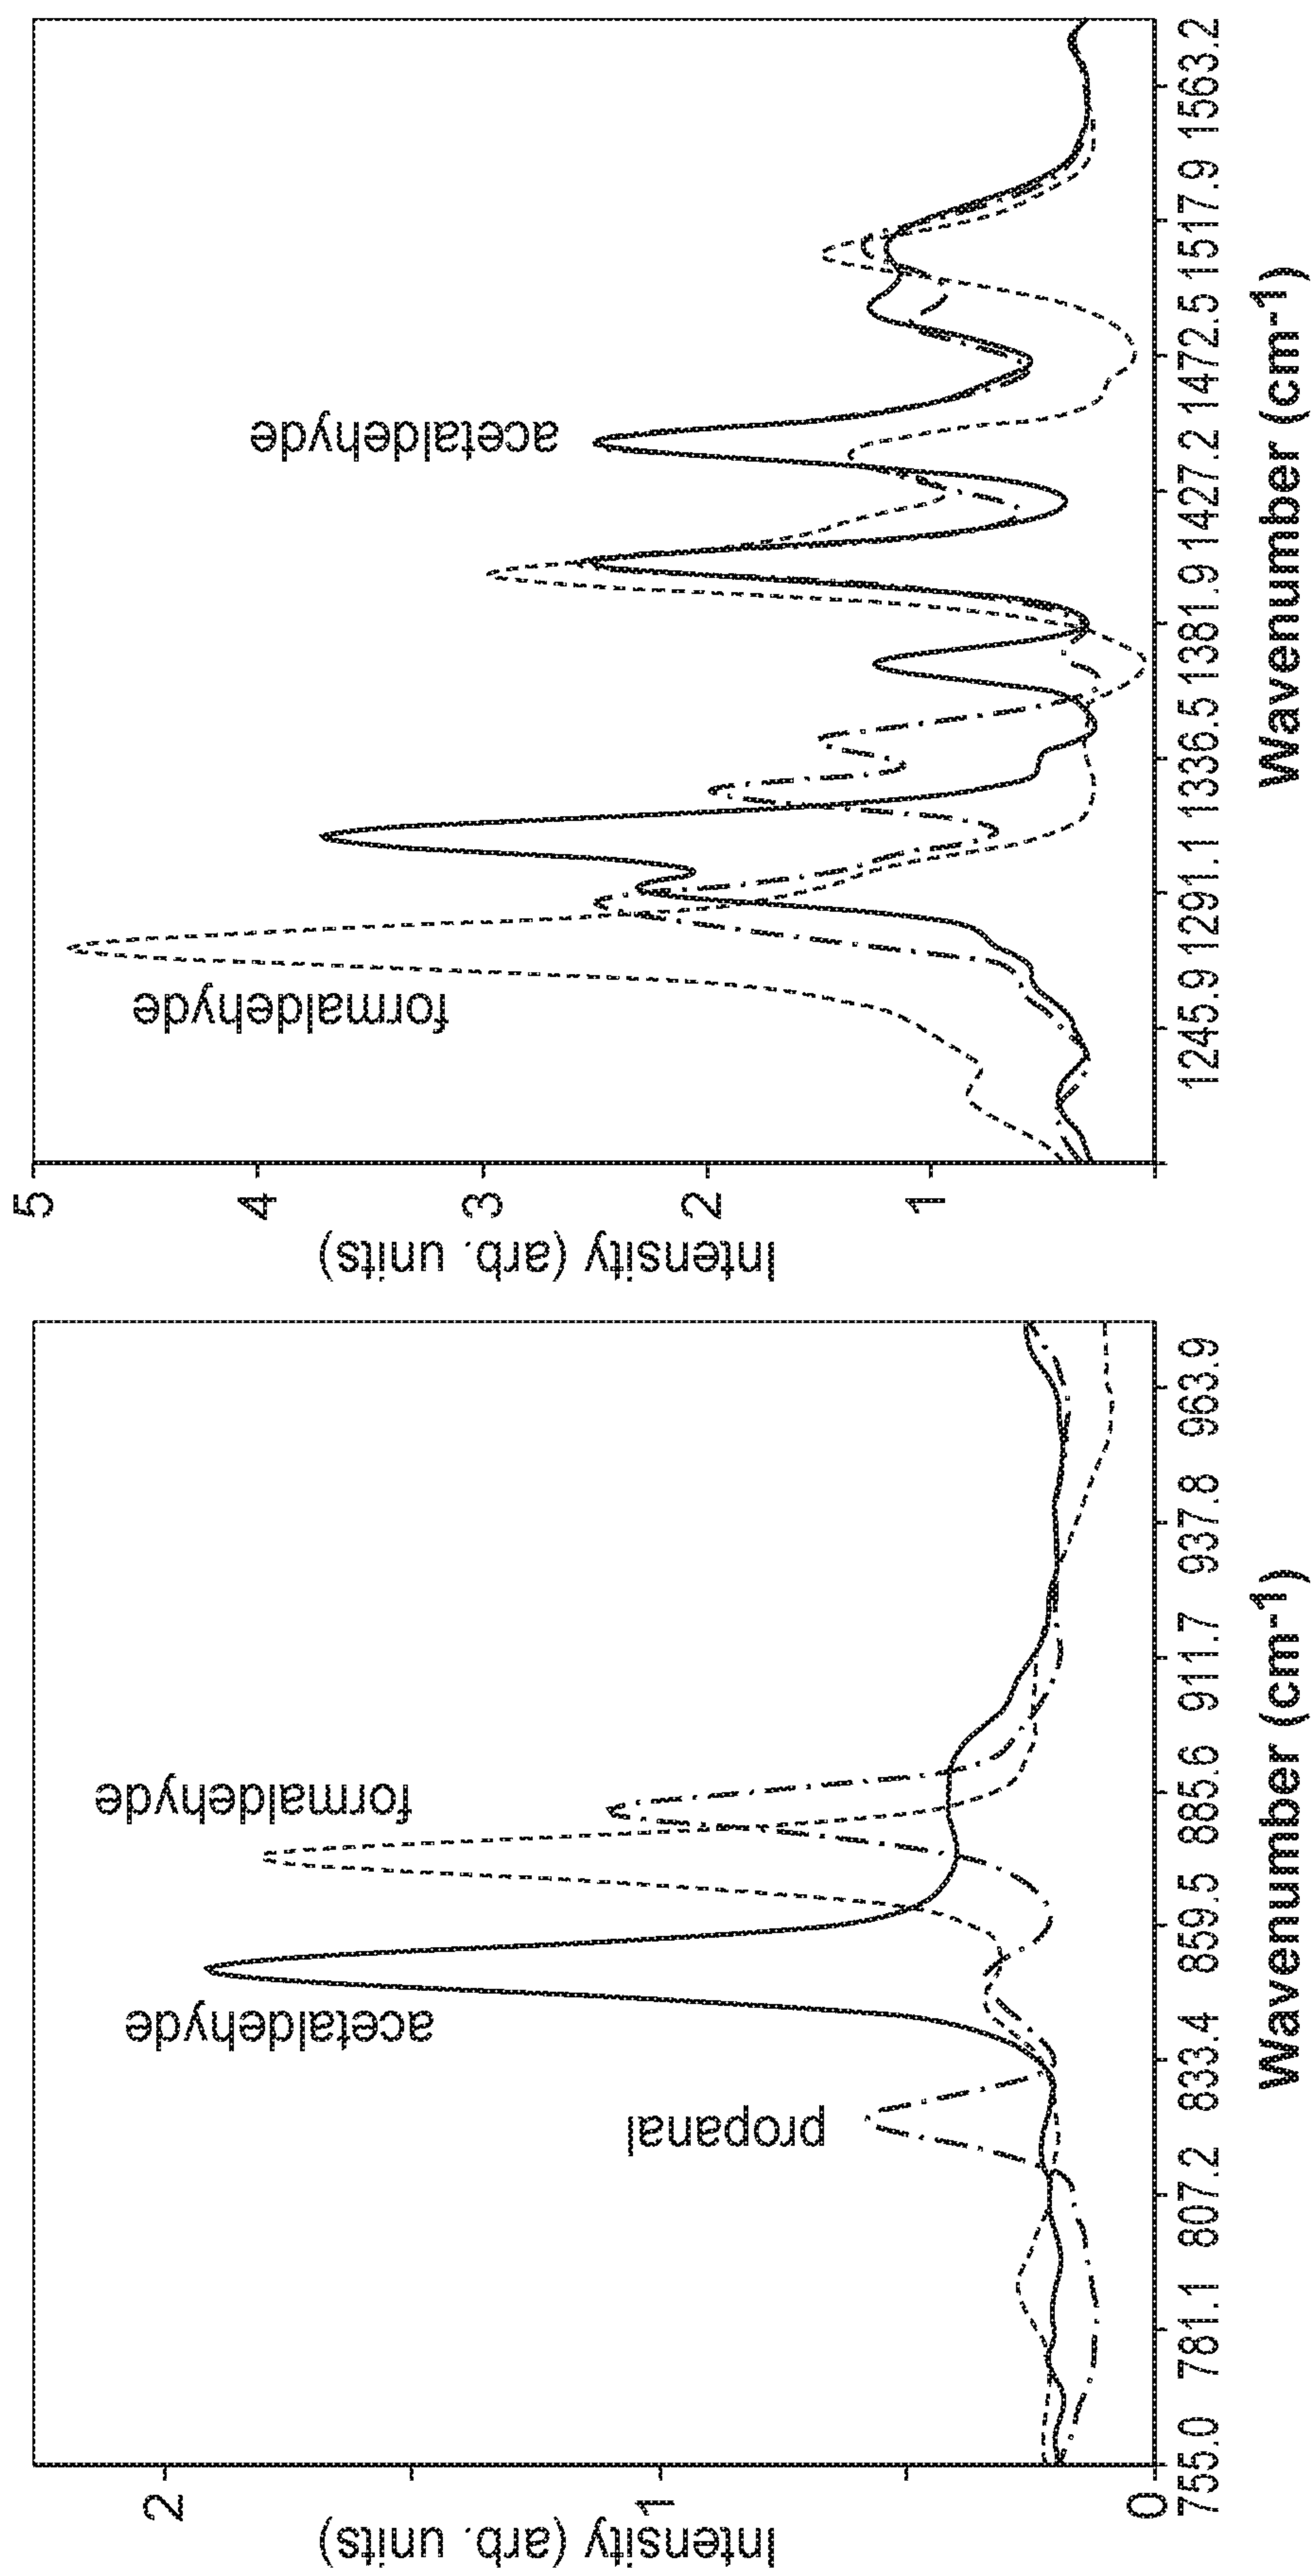 Intensity (arb. units)
2
1
0
propanal
acetaldehyde
formaldehyde
755.0 781.1 807.2 833.4 859.5 885.6 911.7 937.8 963.9
Wavenumber (cm-1)
Intensity (arb. units)
5
4
3
2
1
formaldehyde
acetaldehyde
1245.9 1291.1 1336.5 1381.9 1427.2 1472.5 1517.9 1563.2
Wavenumber (cm-1)